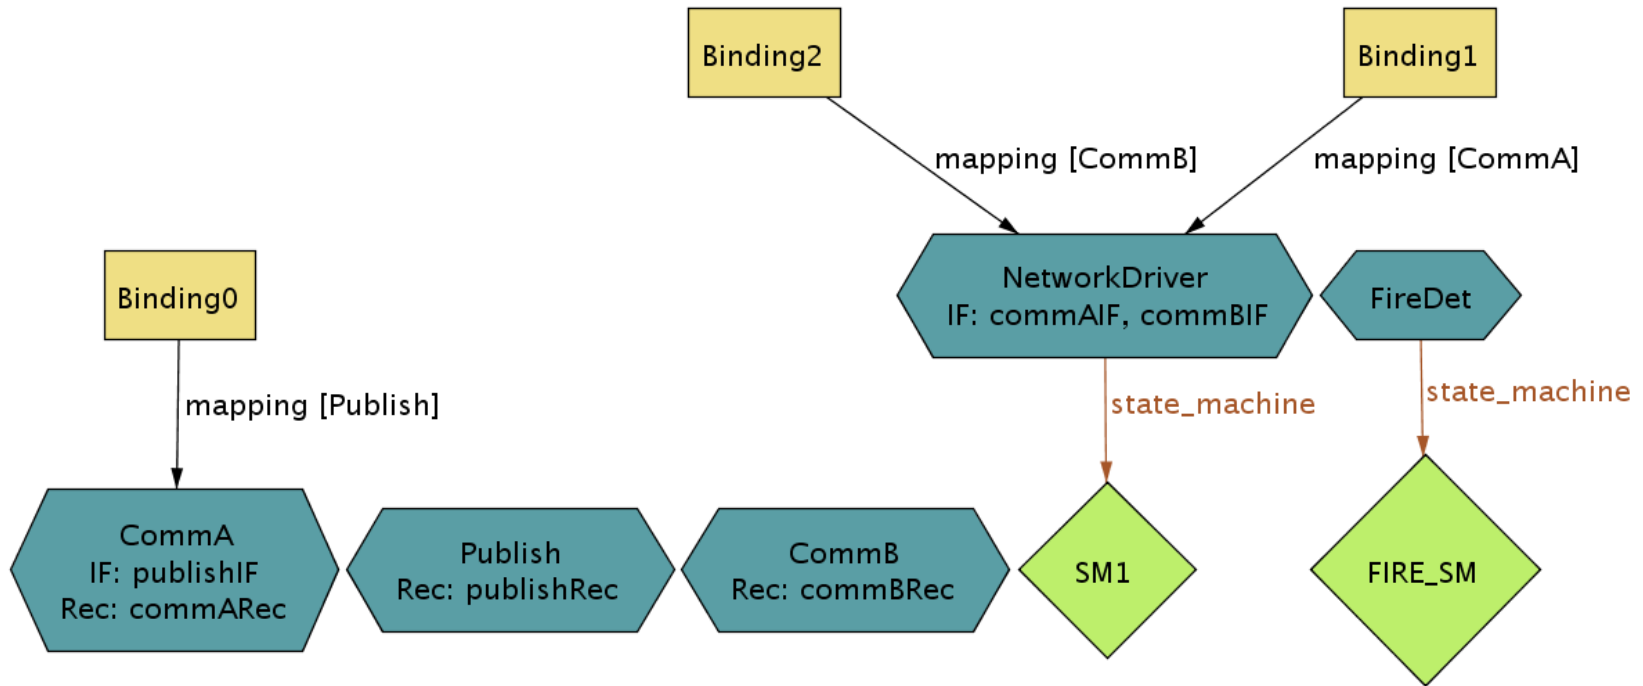 Binding2
Binding1
mapping [CommB]
mapping [CommA]
Binding0
NetworkDriver
IF: commAIF, commBIF
FireDet
mapping [Publish]
state_machine
state_machine
CommA
IF: publishIF
Rec: commARec
Publish
Rec: publishRec
CommB
Rec: commBRec
SM1
FIRE_SM